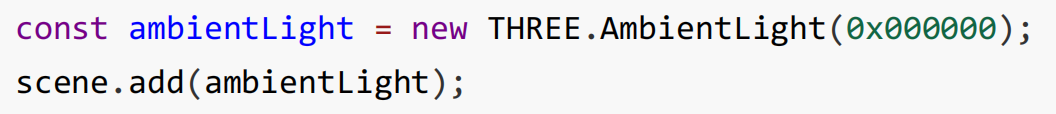 const ambientLight = new THREE.AmbientLight(0x000000);
scene.add(ambientLight);